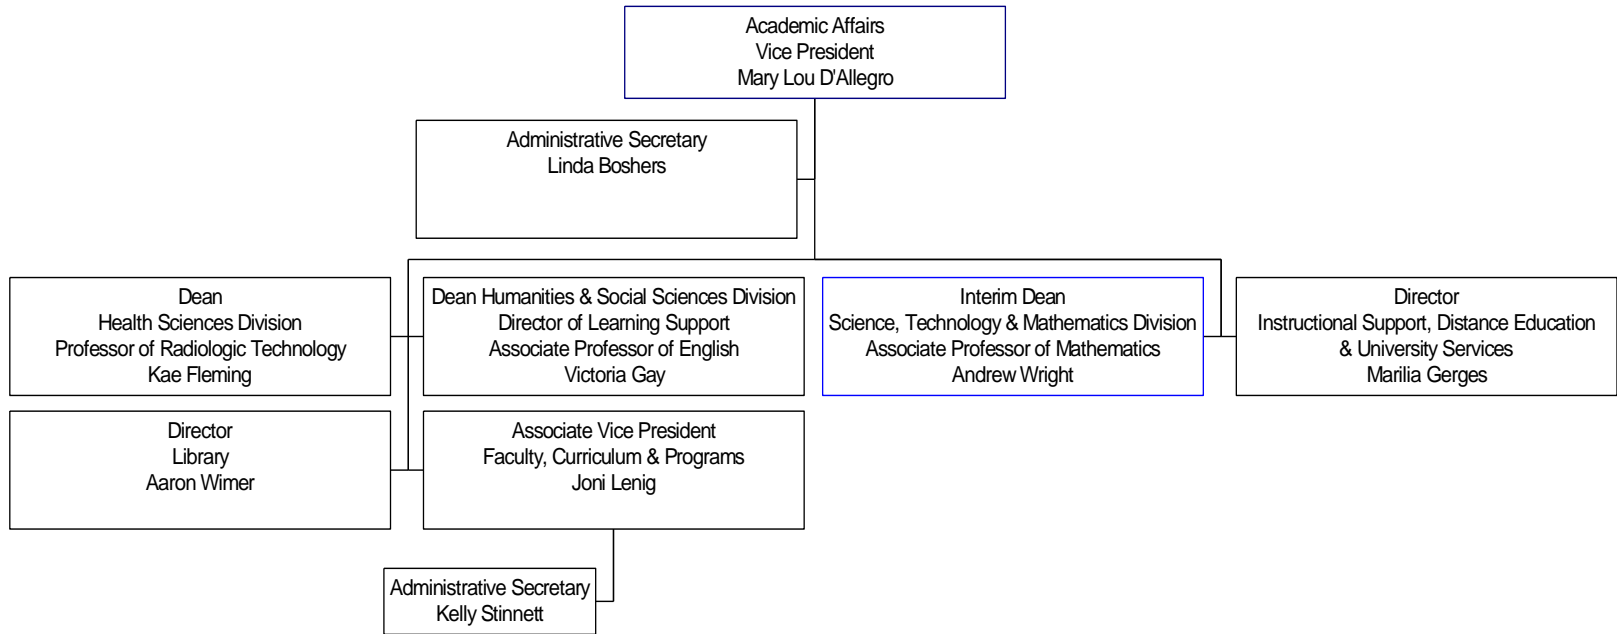 Academic Affairs
Vice President
Mary Lou D'Allegro
Administrative Secretary
Linda Boshers
Dean
Health Sciences Division
Professor of Radiologic Technology
Kae Fleming
Dean Humanities & Social Sciences Division
Director of Learning Support
Associate Professor of English
Victoria Gay
Interim Dean
Science, Technology & Mathematics Division
Associate Professor of Mathematics
Andrew Wright
Director
Instructional Support, Distance Education
& University Services
Marilia Gerges
Director
Library
Aaron Wimer
Associate Vice President
Faculty, Curriculum & Programs
Joni Lenig
Administrative Secretary
Kelly Stinnett